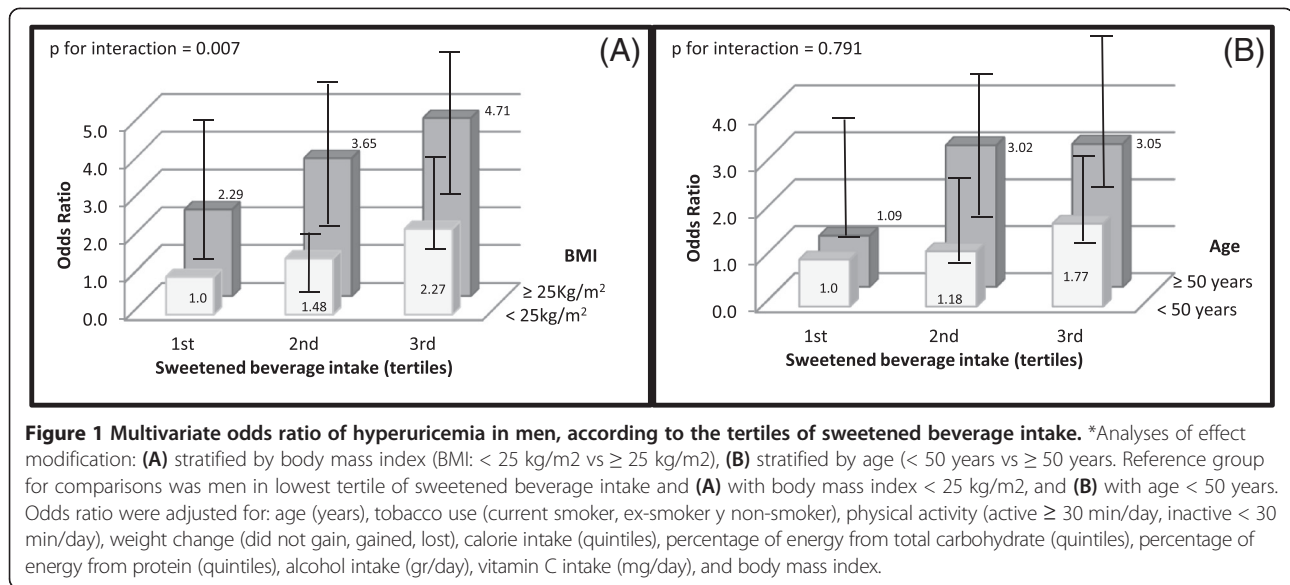 p for interaction = 0.007
(A)
5.0
4.0
3.0
2.0
1.0
0.0
Odds Ratio
2.29
3.65
4.71
1.0
1.48
2.27
BMI
≥ 25Kg/m²
< 25kg/m²
1st
2nd
3rd
Sweetened beverage intake (tertiles)
p for interaction = 0.791
(B)
4.0
3.0
2.0
1.0
0.0
Odds Ratio
1.09
3.02
3.05
1.0
1.18
1.77
Age
≥ 50 years
< 50 years
1st
2nd
3rd
Sweetened beverage intake (tertiles)
Figure 1 Multivariate odds ratio of hyperuricemia in men, according to the tertiles of sweetened beverage intake. *Analyses of effect
modification: (A) stratified by body mass index (BMI: < 25 kg/m2 vs ≥ 25 kg/m2), (B) stratified by age (< 50 years vs ≥ 50 years. Reference group
for comparisons was men in lowest tertile of sweetened beverage intake and (A) with body mass index < 25 kg/m2, and (B) with age < 50 years.
Odds ratio were adjusted for: age (years), tobacco use (current smoker, ex-smoker y non-smoker), physical activity (active ≥ 30 min/day, inactive < 30
min/day), weight change (did not gain, gained, lost), calorie intake (quintiles), percentage of energy from total carbohydrate (quintiles), percentage of
energy from protein (quintiles), alcohol intake (gr/day), vitamin C intake (mg/day), and body mass index.